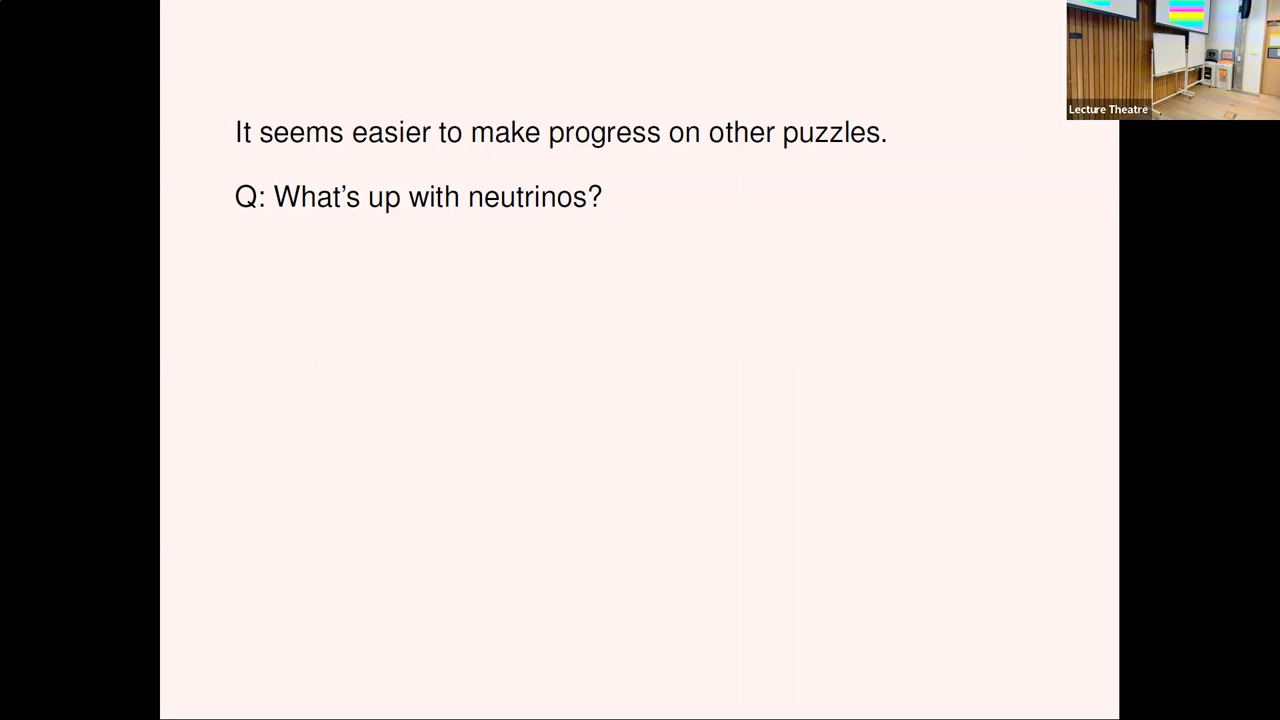 It seems easier to make progress on other puzzles.
Q: What's up with neutrinos?
Lecture Theatre